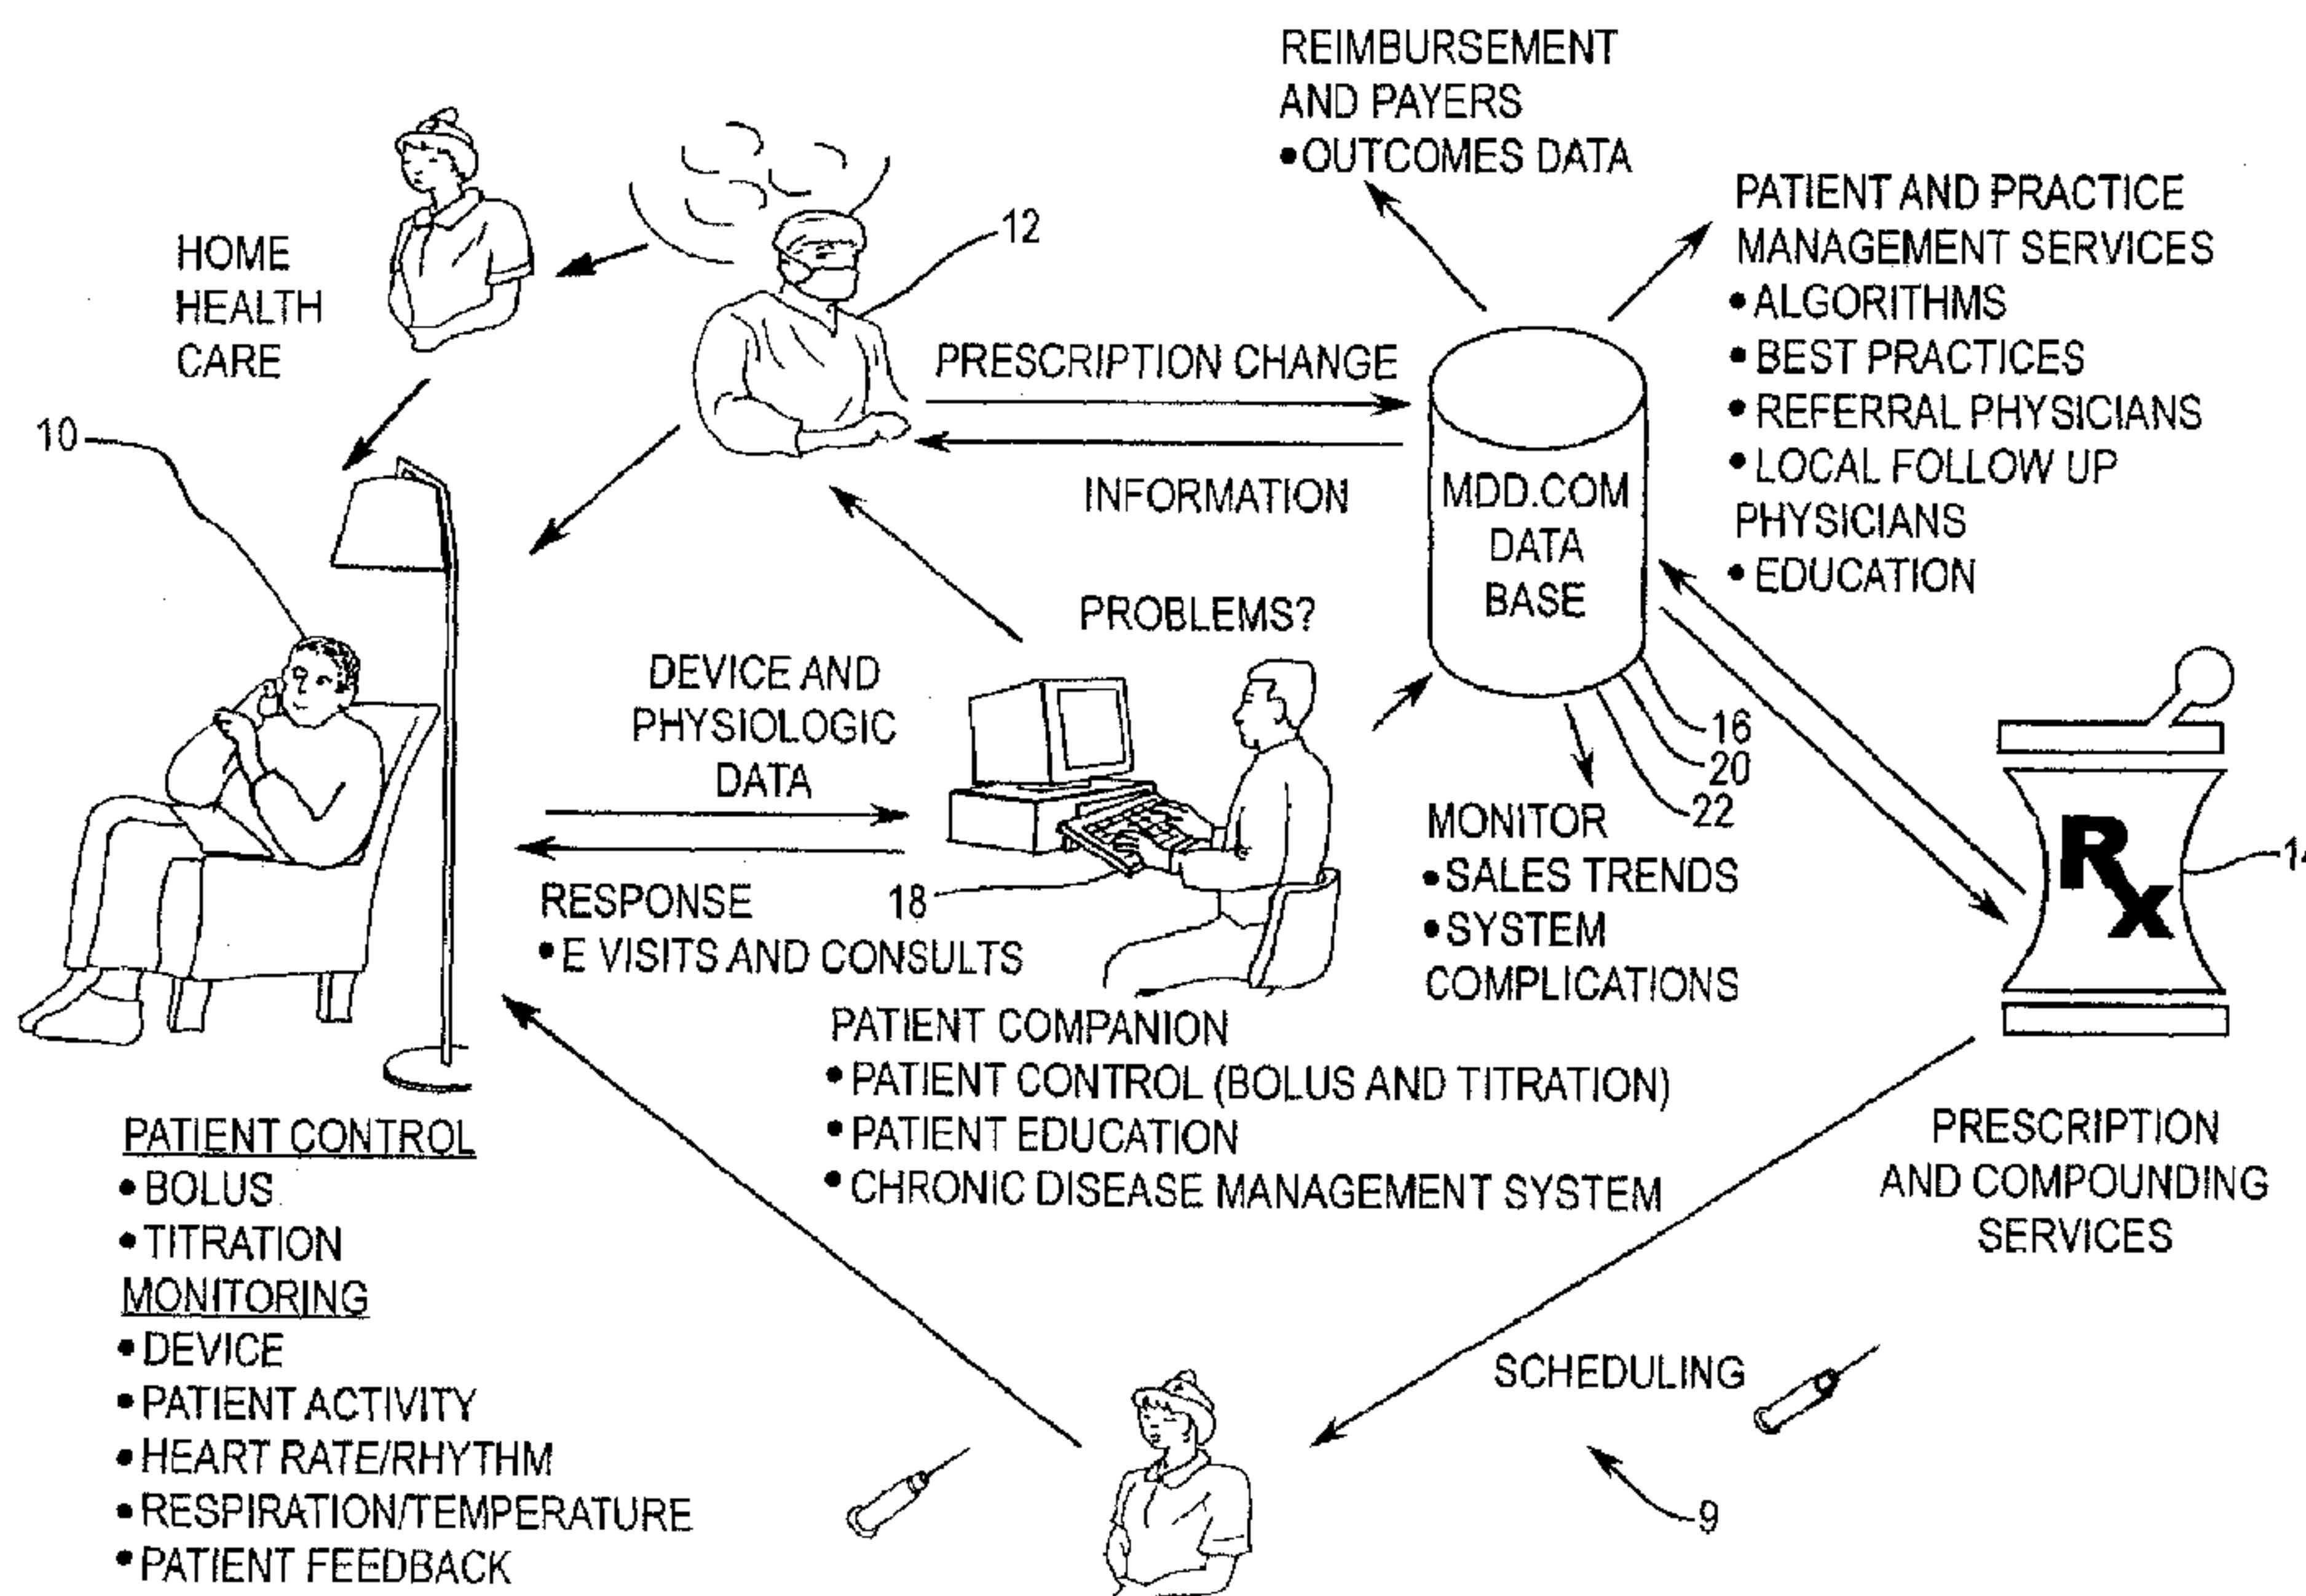 REIMBURSEMENT
AND PAYERS
•OUTCOMES DATA
PATIENT AND PRACTICE
MANAGEMENT SERVICES
•ALGORITHMS
•BEST PRACTICES
•REFERRAL PHYSICIANS
•LOCAL FOLLOW UP
PHYSICIANS
•EDUCATION
HOME
HEALTH
CARE
12
10
PRESCRIPTION CHANGE
INFORMATION
MDD.COM
DATA
BASE
PROBLEMS?
DEVICE AND
PHYSIOLOGIC
DATA
16
20
22
RESPONSE
•E VISITS AND CONSULTS
18
MONITOR
•SALES TRENDS
•SYSTEM
COMPLICATIONS
Rx
PATIENT COMPANION
•PATIENT CONTROL (BOLUS AND TITRATION)
•PATIENT EDUCATION
•CHRONIC DISEASE MANAGEMENT SYSTEM
PRESCRIPTION
AND COMPOUNDING
SERVICES
PATIENT CONTROL
•BOLUS
•TITRATION
MONITORING
•DEVICE
•PATIENT ACTIVITY
•HEART RATE/RHYTHM
•RESPIRATION/TEMPERATURE
•PATIENT FEEDBACK
SCHEDULING
9